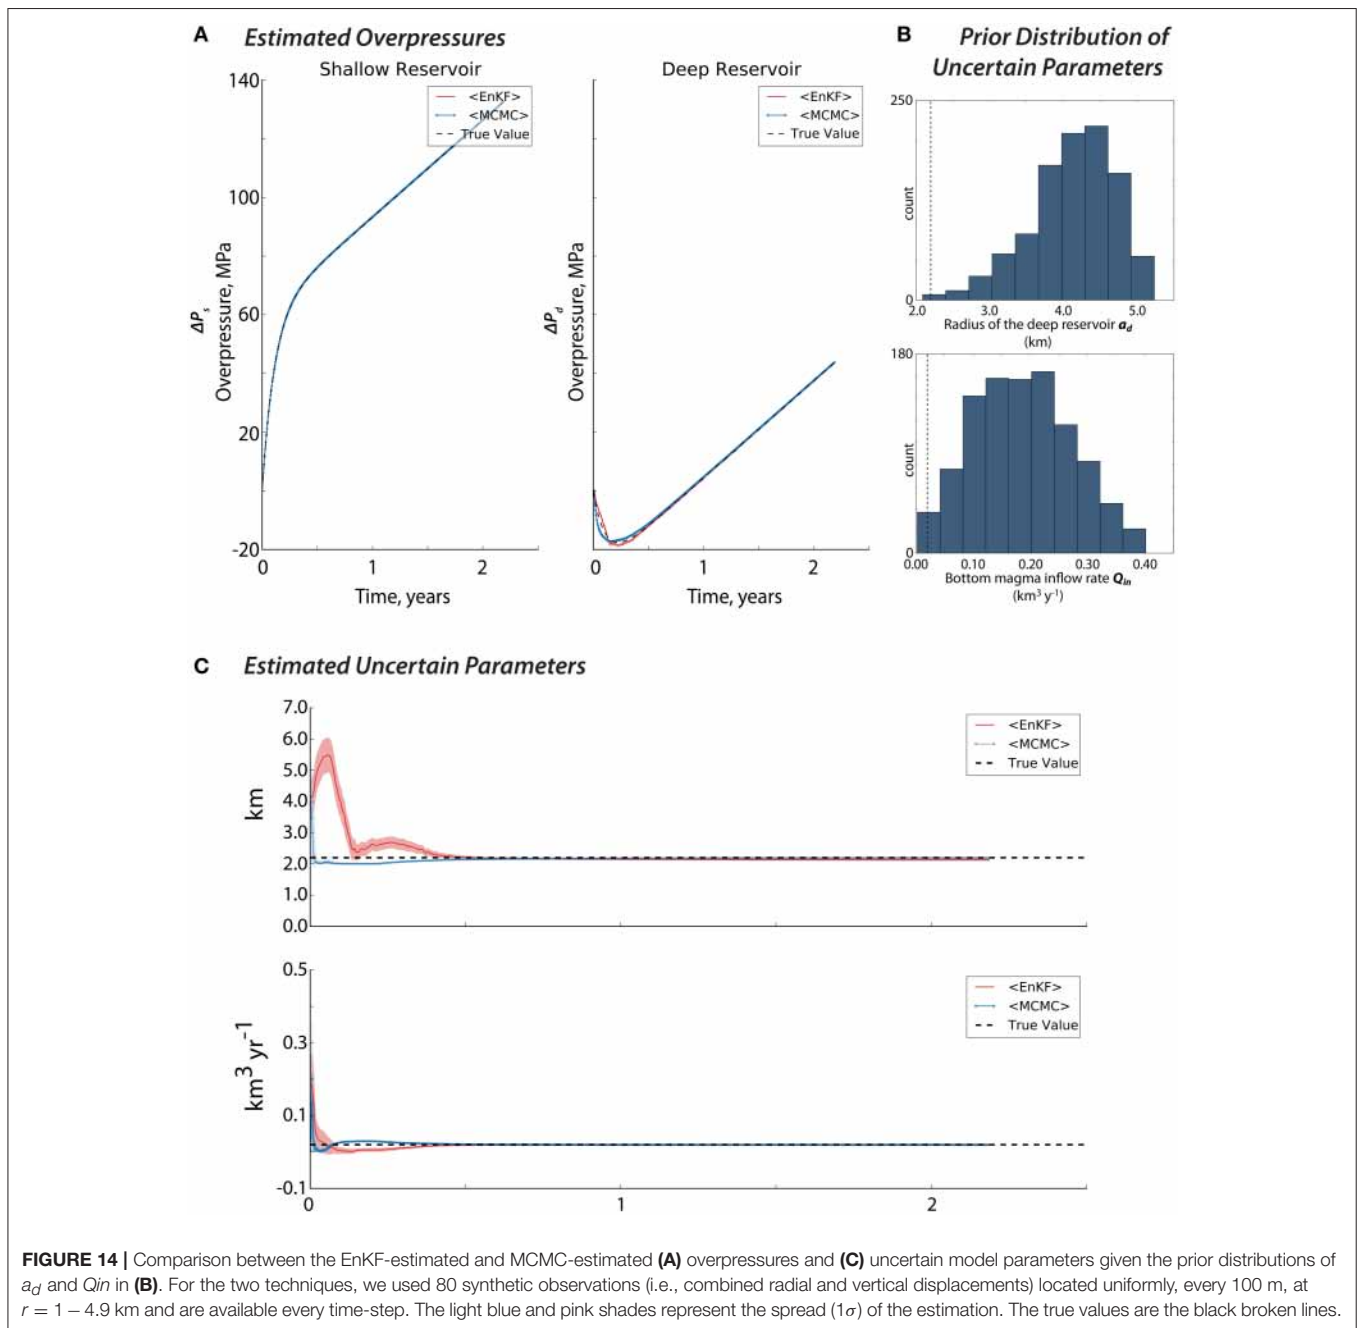 A Estimated Overpressures
Shallow Reservoir
140
100
60
20
-20
ΔPs
Overpressure, MPa
<EnKF>
<MCMC>
True Value
0 1 2
Time, years
Deep Reservoir
ΔPd
Overpressure, MPa
<EnKF>
<MCMC>
True Value
0 1 2
Time, years
B Prior Distribution of
Uncertain Parameters
250
count
0
2.0 3.0 4.0 5.0
Radius of the deep reservoir ad
(km)
180
count
0
0.00 0.10 0.20 0.30 0.40
Bottom magma inflow rate Qin
(km³ y⁻¹)
C Estimated Uncertain Parameters
7.0
6.0
5.0
4.0
3.0
2.0
1.0
0.0
km
<EnKF>
<MCMC>
True Value
0.5
0.3
0.1
-0.1
km³ yr⁻¹
<EnKF>
<MCMC>
True Value
0 1 2
FIGURE 14 | Comparison between the EnKF-estimated and MCMC-estimated (A) overpressures and (C) uncertain model parameters given the prior distributions of
ad and Qin in (B). For the two techniques, we used 80 synthetic observations (i.e., combined radial and vertical displacements) located uniformly, every 100 m, at
r = 1 − 4.9 km and are available every time-step. The light blue and pink shades represent the spread (1σ) of the estimation. The true values are the black broken lines.